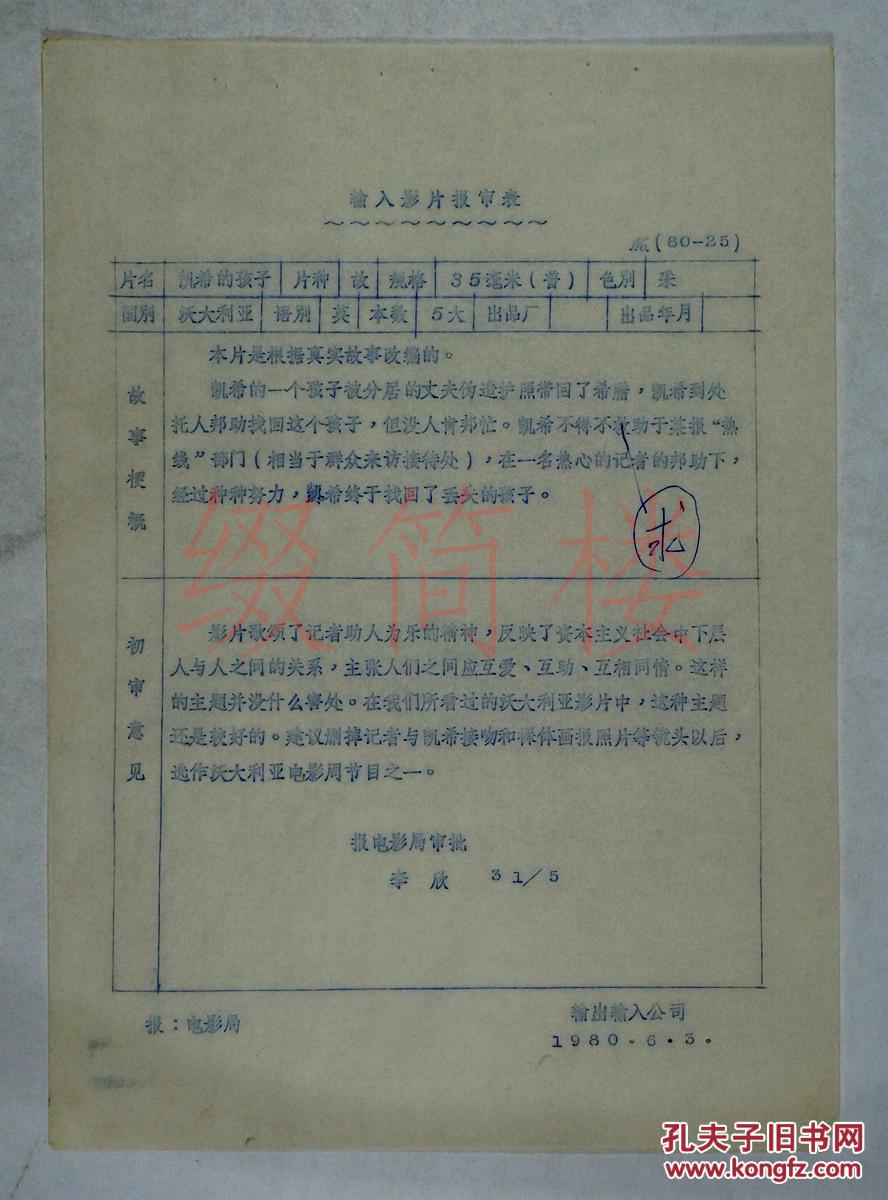 输入影片报审表
～～～～～～～～～
№(80-25)
片名 凯希的孩子 片种 故 规格 35毫米(普) 色别 采
国别 沃大利亚 语别 英 本数 5大 出品厂 出品年月
故事梗概
本片是根据真实故事改编的。
凯希的一个孩子被分居的丈夫伪造护照带回了希腊，凯希到处
托人邦助找回这个孩子，但没人肯邦忙。凯希不得不救助于某报“热
线”部门(相当于群众来访接待处)，在一名热心的记者的邦助下，
经过种种努力，凯希终于找回了丢失的孩子。
求
初审意见
影片歌颂了记者助人为乐的精神，反映了资本主义社会中下层
人与人之间的关系，主张人们之间应互爱、互助、互相同情。这样
的主题并没什么害处。在我们所看过的沃大利亚影片中，这种主题
还是较好的。建议删掉记者与凯希接吻和裸体画报照片等镜头以后，
选作沃大利亚电影周节目之一。
报电影局审批
李欣 31/5
报：电影局
输出输入公司
1980.6.3.
缀简楼
孔夫子旧书网
www.kongfz.com